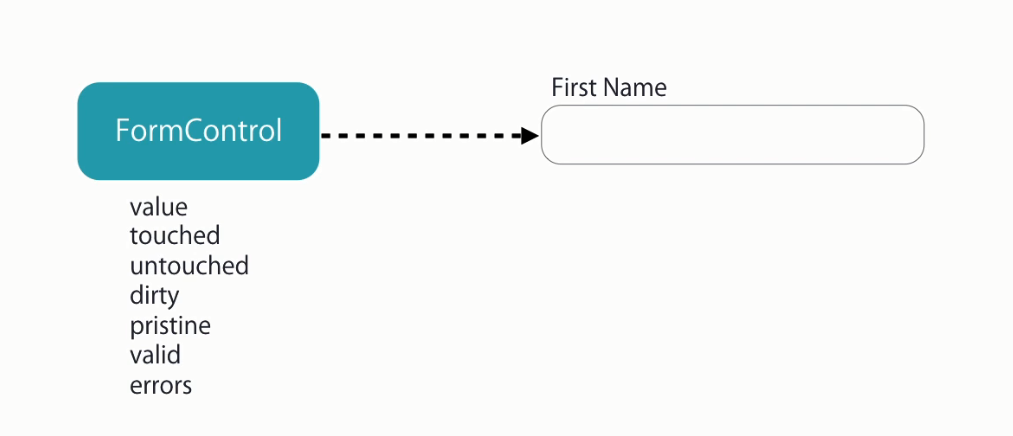 First Name
FormControl
value
touched
untouched
dirty
pristine
valid
errors